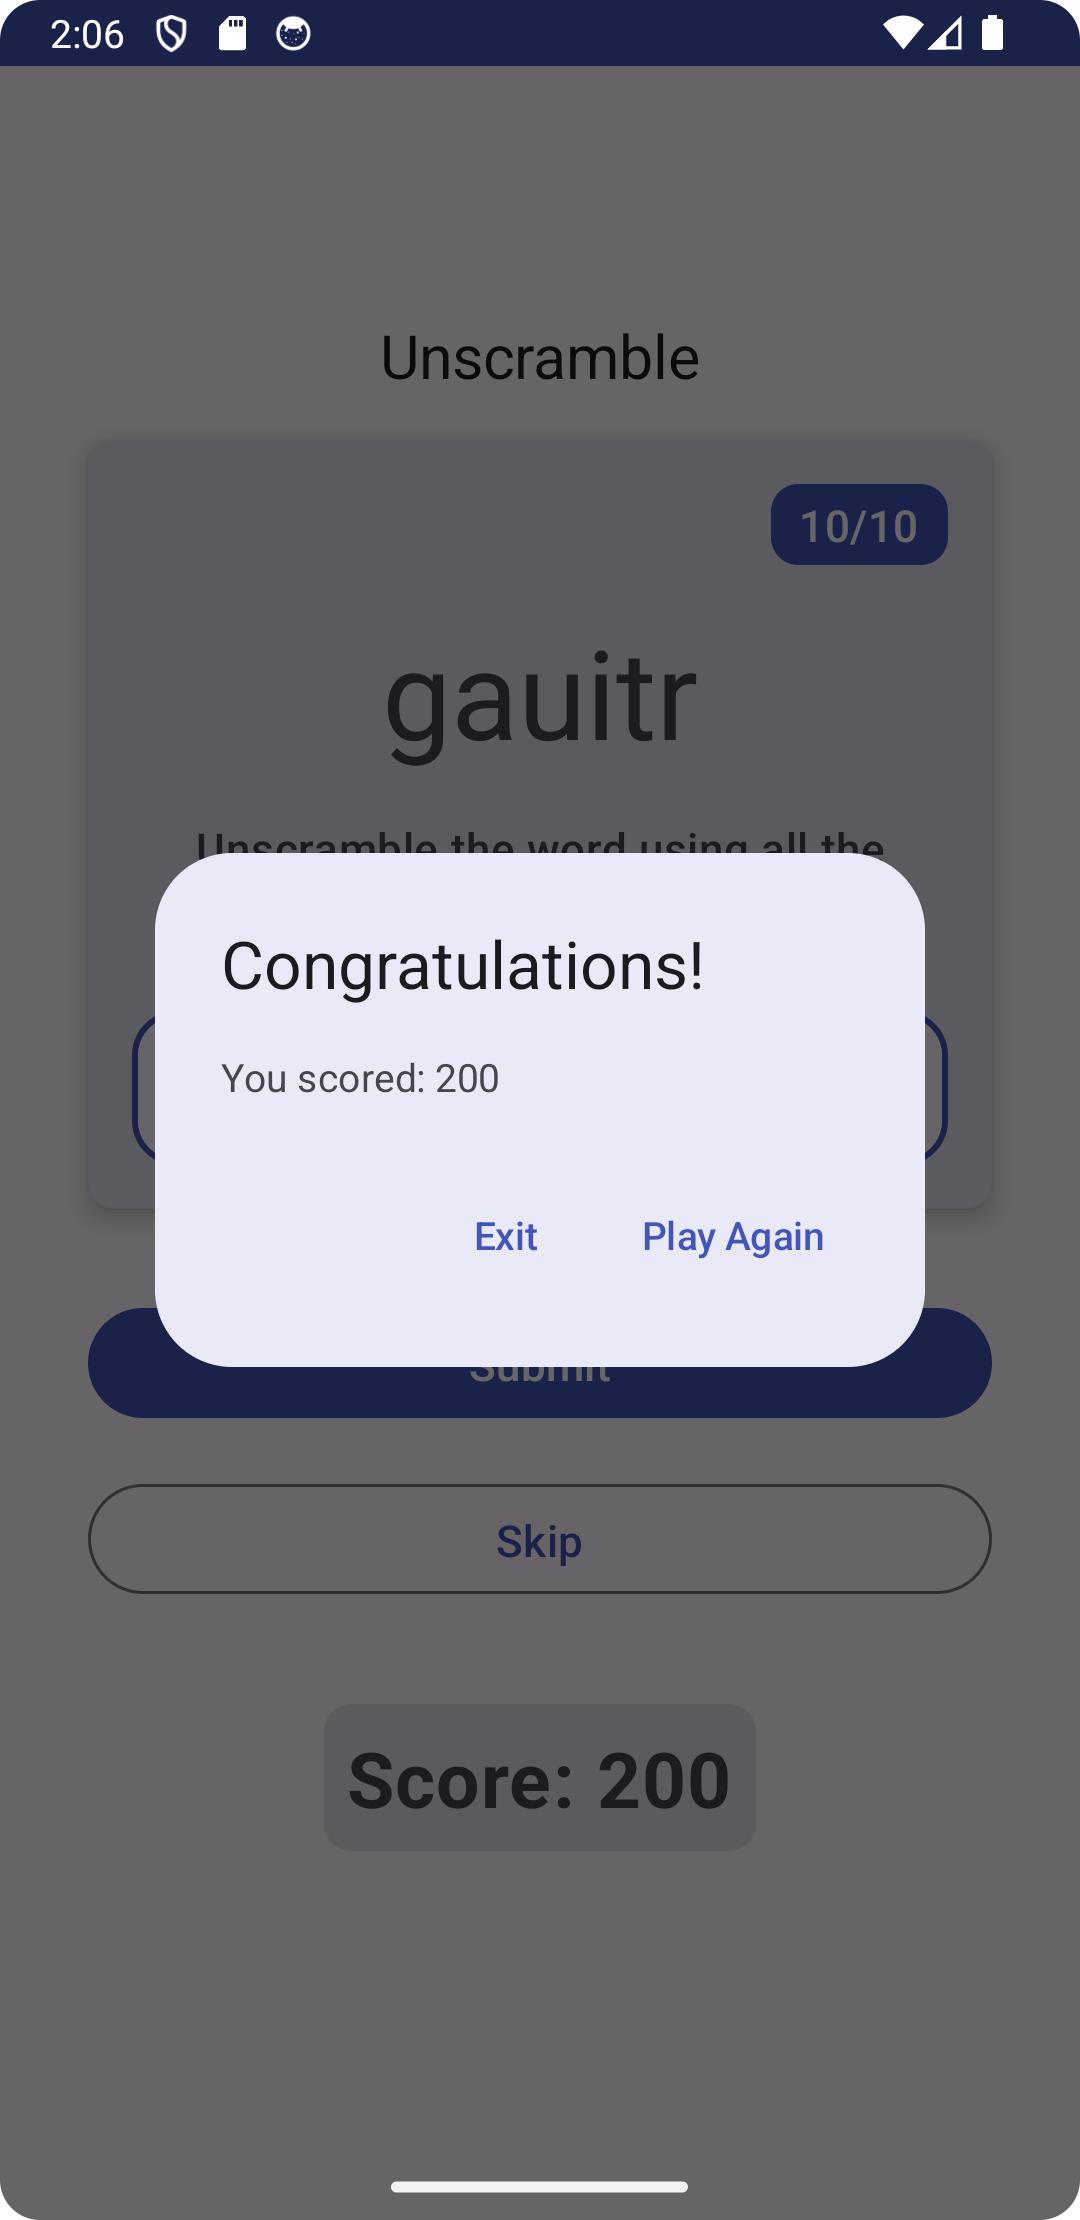 2:06
Unscramble
10/10
gauitr
Unscramble the word using all the
Congratulations!
You scored: 200
Exit Play Again
Submit
Skip
Score: 200